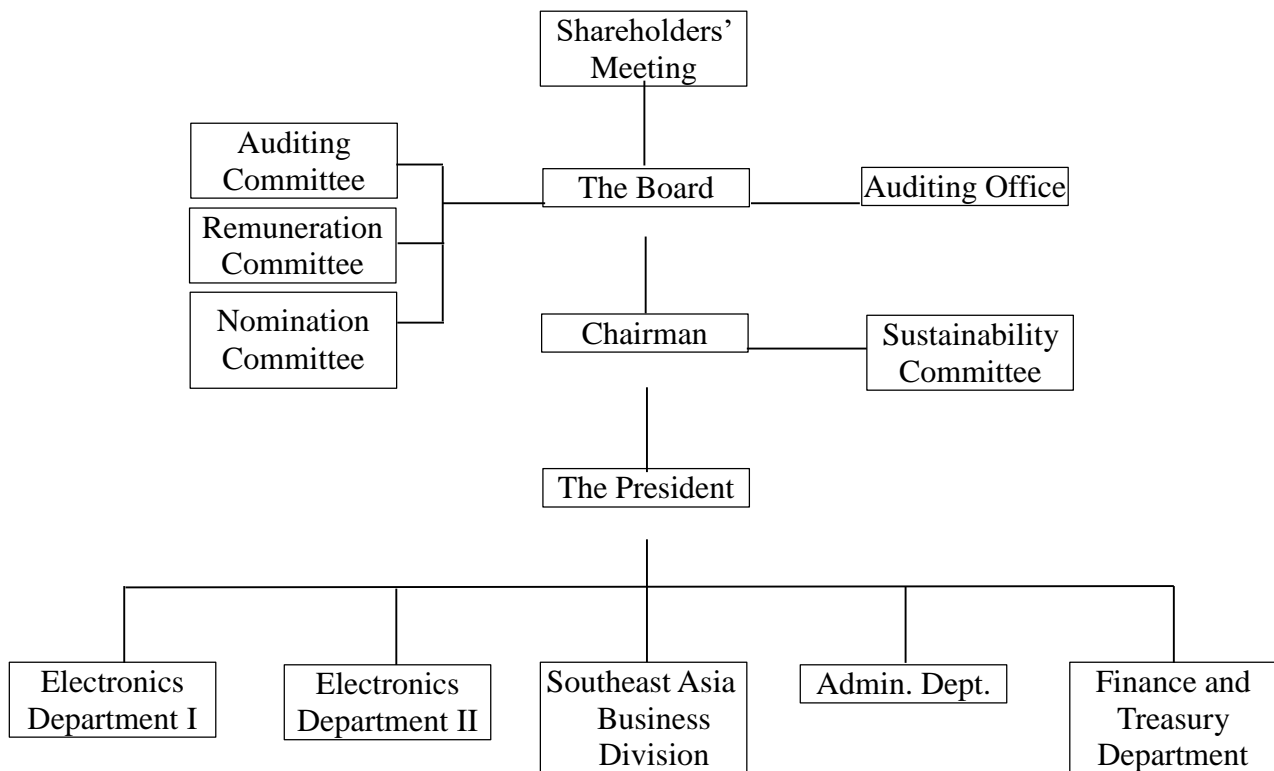 Shareholders’
Meeting
Auditing
Committee
The Board
Auditing Office
Remuneration
Committee
Nomination
Committee
Chairman
Sustainability
Committee
The President
Electronics
Department I
Electronics
Department II
Southeast Asia
Business
Division
Admin. Dept.
Finance and
Treasury
Department